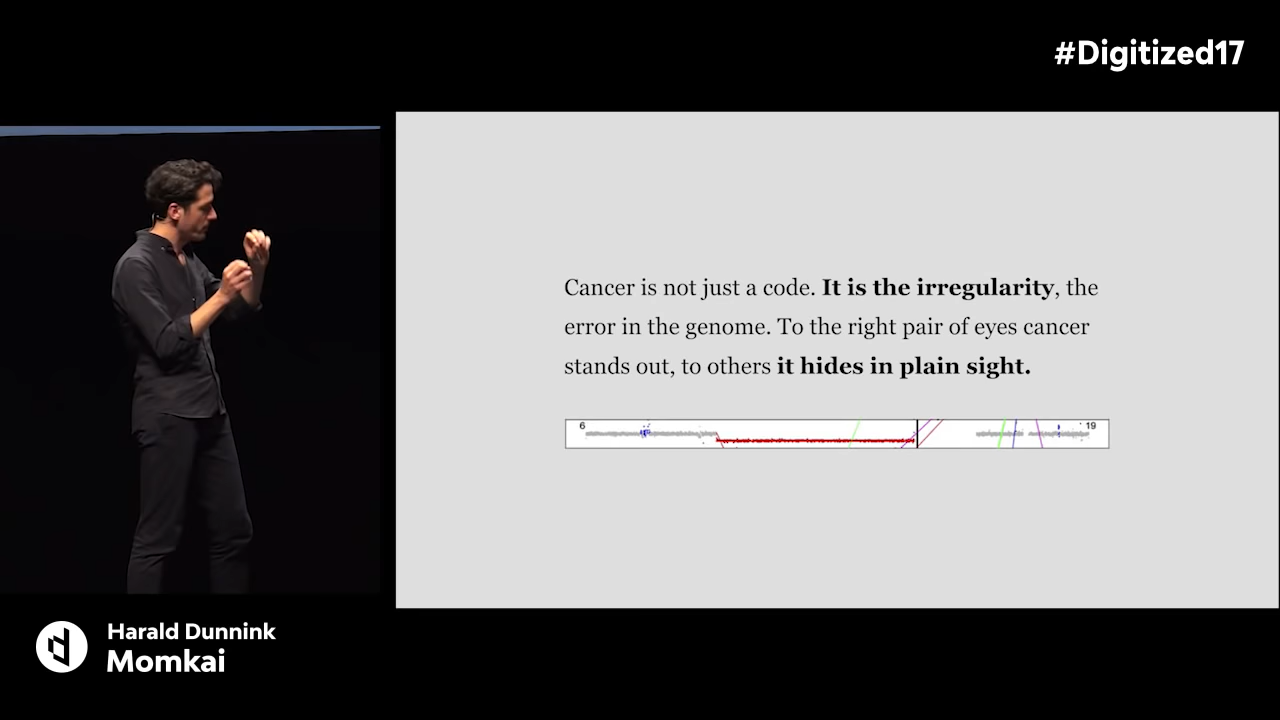 #Digitized17
Cancer is not just a code. It is the irregularity, the
error in the genome. To the right pair of eyes cancer
stands out, to others it hides in plain sight.
6
19
Harald Dunnink
Momkai